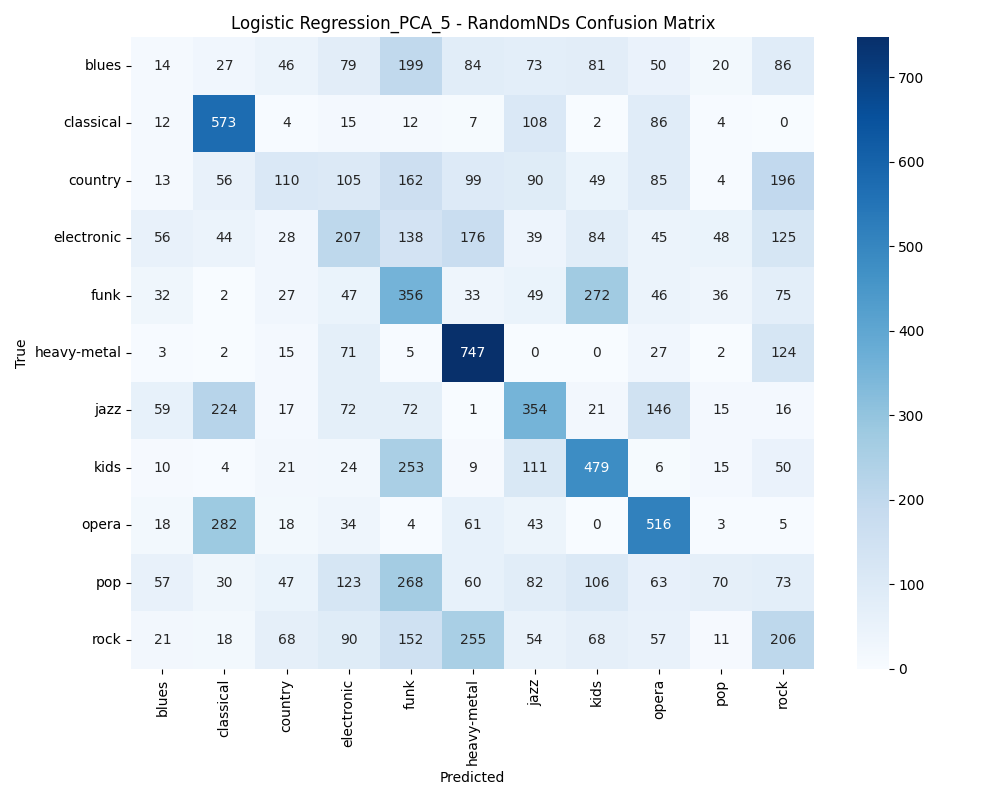 Logistic Regression_PCA_5 - RandomNDs Confusion Matrix
True
blues 14 27 46 79 199 84 73 81 50 20 86
classical 12 573 4 15 12 7 108 2 86 4 0
country 13 56 110 105 162 99 90 49 85 4 196
electronic 56 44 28 207 138 176 39 84 45 48 125
funk 32 2 27 47 356 33 49 272 46 36 75
heavy-metal 3 2 15 71 5 747 0 0 27 2 124
jazz 59 224 17 72 72 1 354 21 146 15 16
kids 10 4 21 24 253 9 111 479 6 15 50
opera 18 282 18 34 4 61 43 0 516 3 5
pop 57 30 47 123 268 60 82 106 63 70 73
rock 21 18 68 90 152 255 54 68 57 11 206
blues classical country electronic funk heavy-metal jazz kids opera pop rock
Predicted
700
600
500
400
300
200
100
0